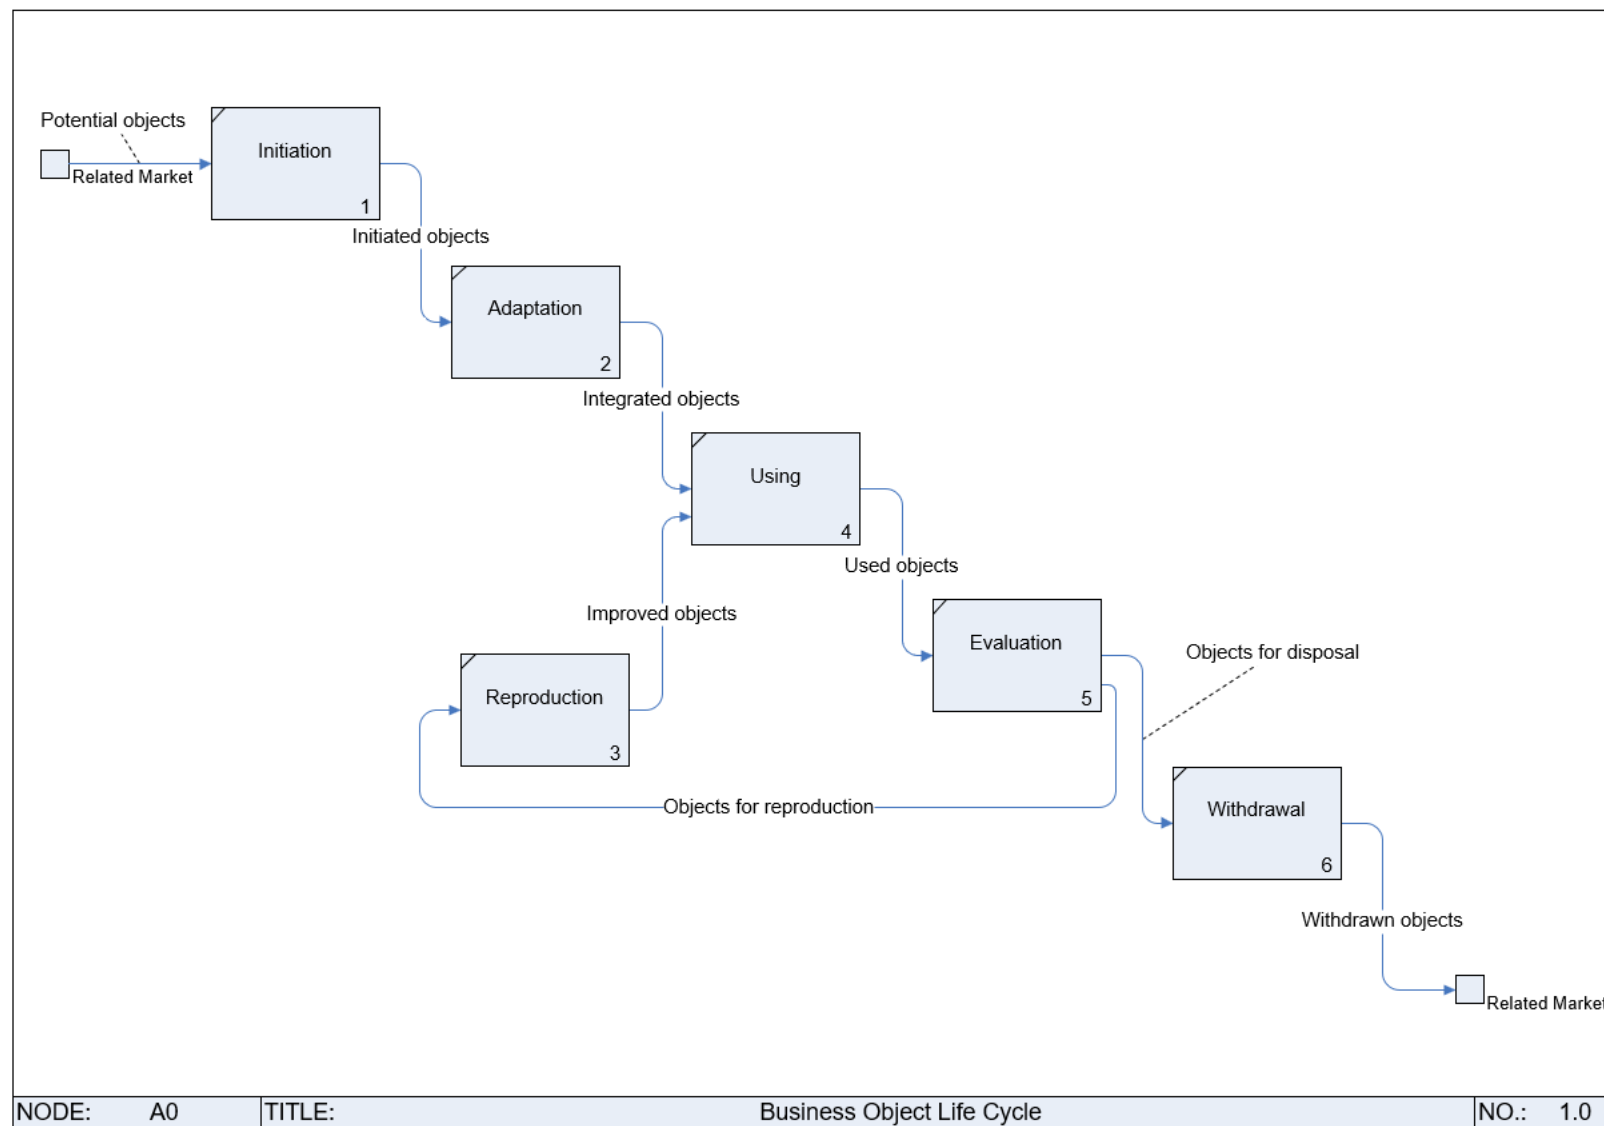 Potential objects
Related Market
Initiation
1
Initiated objects
Adaptation
2
Integrated objects
Using
4
Used objects
Improved objects
Evaluation
5
Objects for disposal
Reproduction
3
Objects for reproduction
Withdrawal
6
Withdrawn objects
Related Market
NODE: A0 TITLE: Business Object Life Cycle NO.: 1.0